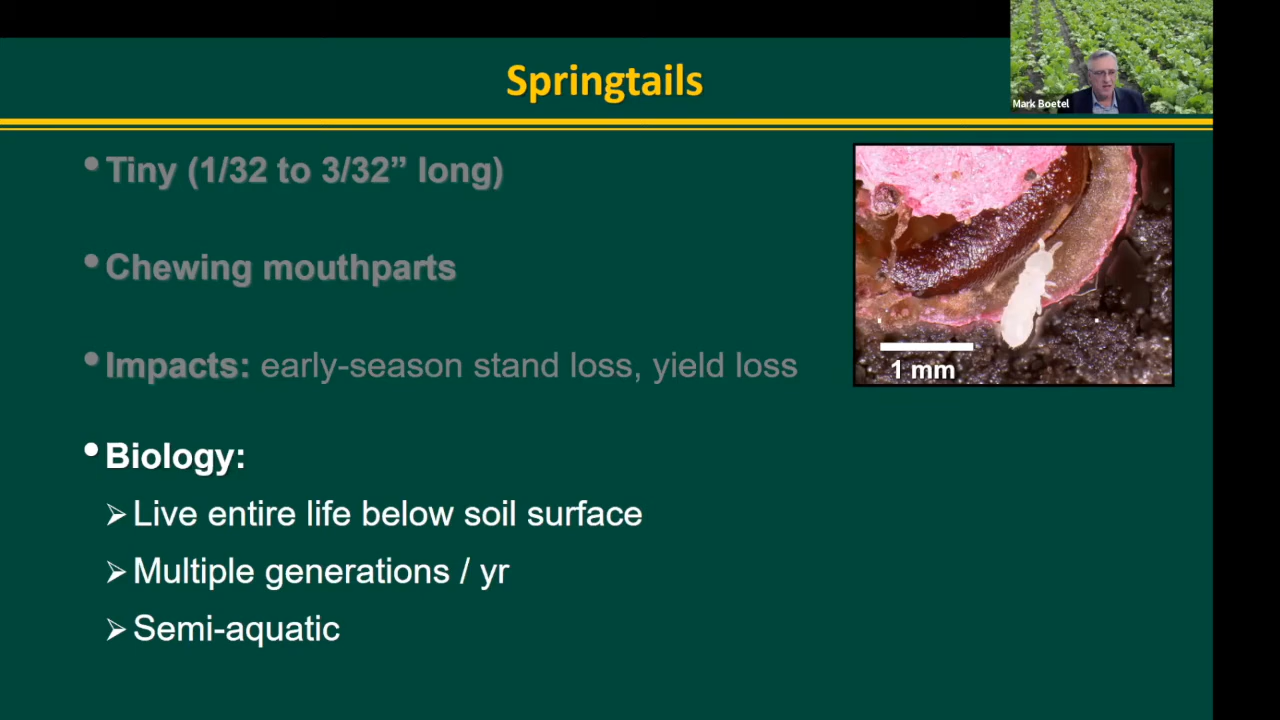 Springtails
Mark Boetel
• Tiny (1/32 to 3/32” long)
• Chewing mouthparts
• Impacts: early-season stand loss, yield loss
1 mm
• Biology:
➢ Live entire life below soil surface
➢ Multiple generations / yr
➢ Semi-aquatic